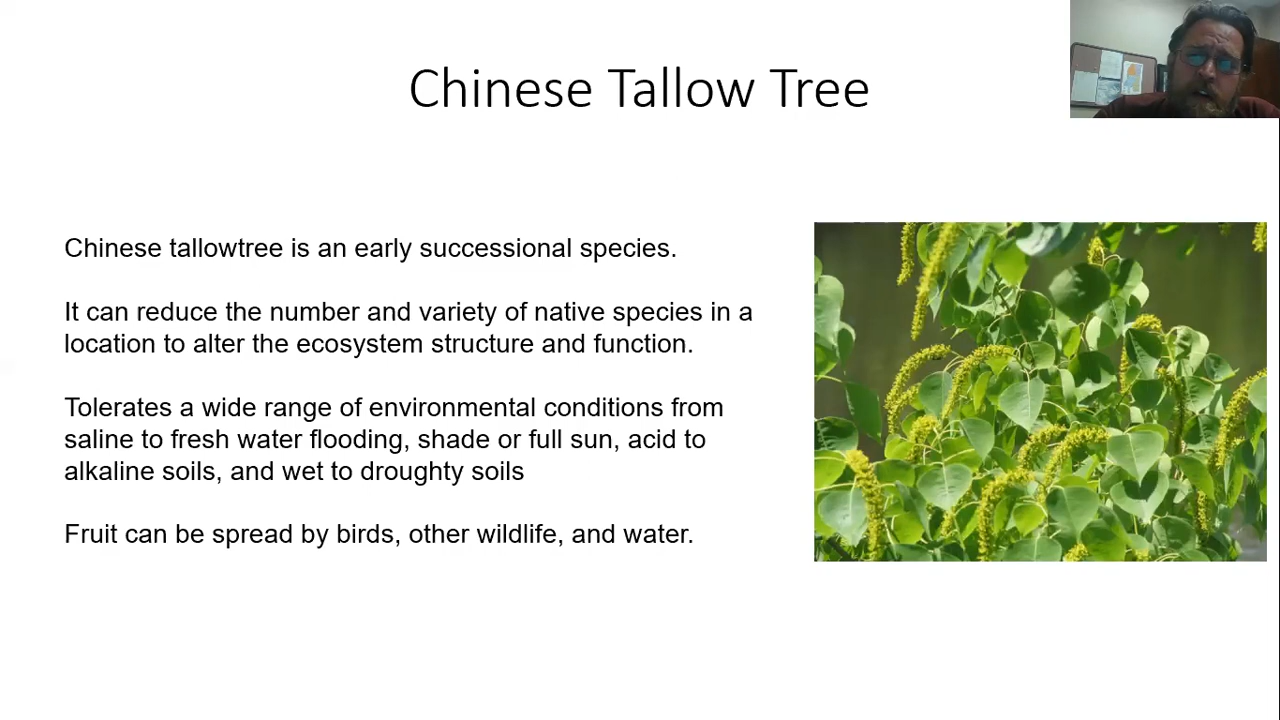 Chinese Tallow Tree
Chinese tallowtree is an early successional species.
It can reduce the number and variety of native species in a
location to alter the ecosystem structure and function.
Tolerates a wide range of environmental conditions from
saline to fresh water flooding, shade or full sun, acid to
alkaline soils, and wet to droughty soils
Fruit can be spread by birds, other wildlife, and water.